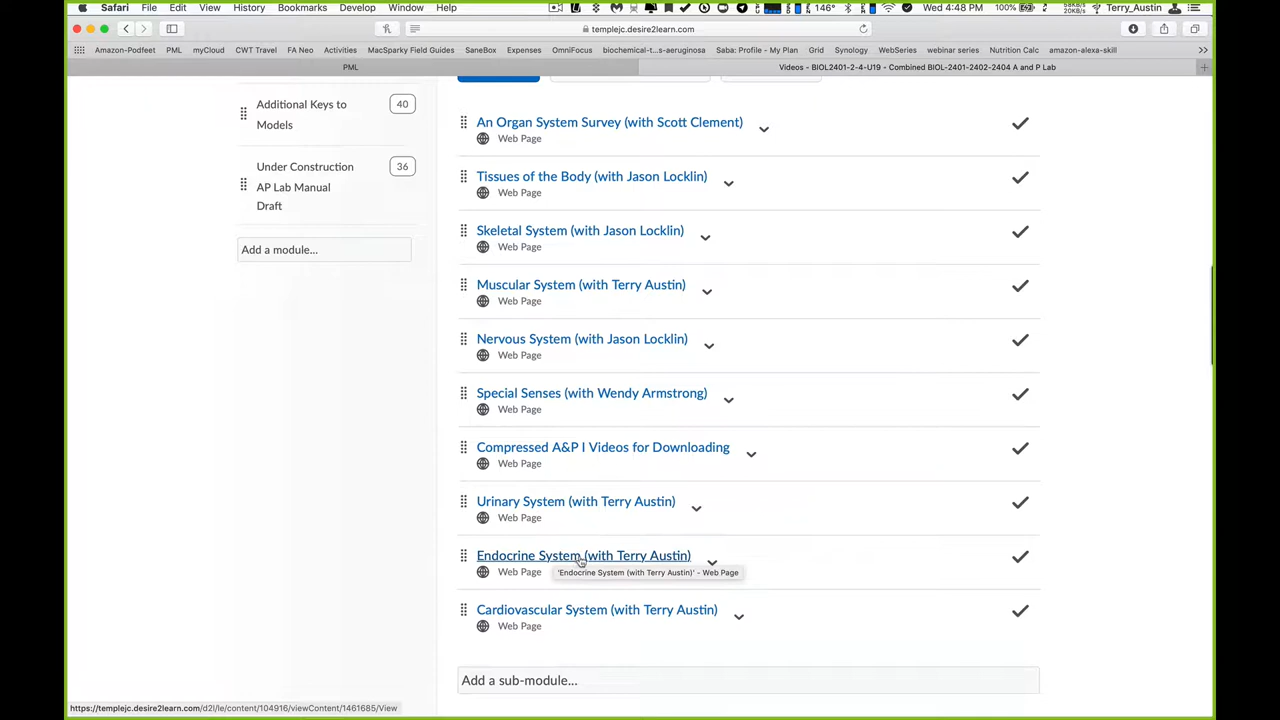 Safari File Edit View History Bookmarks Develop Window Help 146° 100% 58KB/s 20KB/s Wed 4:48 PM Terry_Austin
templejc.desire2learn.com
Amazon-Podfeet PML myCloud CWT Travel FA Neo Activities MacSparky Field Guides SaneBox Expenses OmniFocus biochemical-t...s-aeruginosa Saba: Profile - My Plan Grid Synology WebSeries webinar series Nutrition Calc amazon-alexa-skill
PML Videos - BIOL2401-2-4-U19 - Combined BIOL-2401-2402-2404 A and P Lab
Additional Keys to
Models
40
Under Construction
AP Lab Manual
Draft
36
Add a module...
An Organ System Survey (with Scott Clement)
Web Page
Tissues of the Body (with Jason Locklin)
Web Page
Skeletal System (with Jason Locklin)
Web Page
Muscular System (with Terry Austin)
Web Page
Nervous System (with Jason Locklin)
Web Page
Special Senses (with Wendy Armstrong)
Web Page
Compressed A&P I Videos for Downloading
Web Page
Urinary System (with Terry Austin)
Web Page
Endocrine System (with Terry Austin)
Web Page
'Endocrine System (with Terry Austin)' - Web Page
Cardiovascular System (with Terry Austin)
Web Page
Add a sub-module...
https://templejc.desire2learn.com/d2l/le/content/104916/viewContent/1461685/View